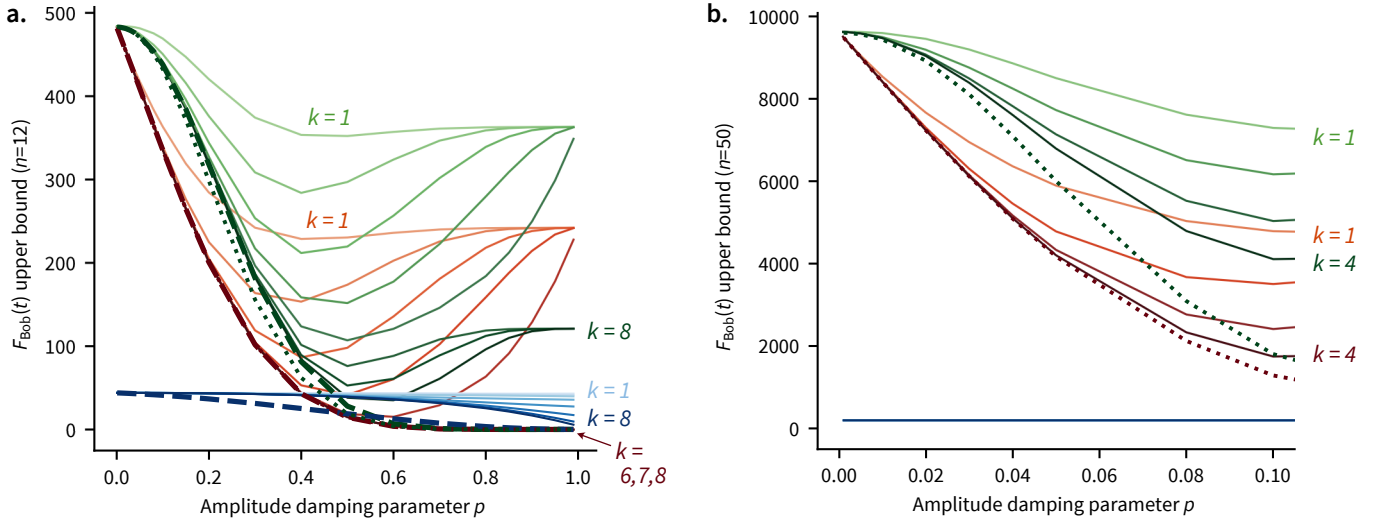 a.
500
400
300
200
100
0
F_Bob(t) upper bound (n=12)
k = 1
k = 1
k = 8
k = 1
k = 8
k =
6,7,8
0.0
0.2
0.4
0.6
0.8
1.0
Amplitude damping parameter p
b.
10000
8000
6000
4000
2000
0
F_Bob(t) upper bound (n=50)
k = 1
k = 1
k = 4
k = 4
0.00
0.02
0.04
0.06
0.08
0.10
Amplitude damping parameter p